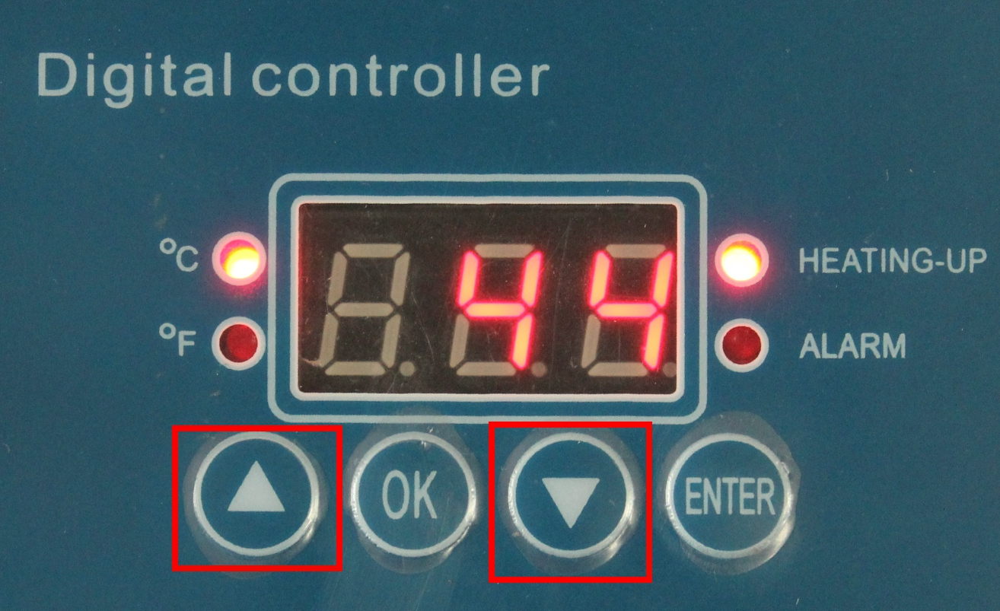 Digital controller
°C
44
HEATING-UP
°F
ALARM
OK
ENTER